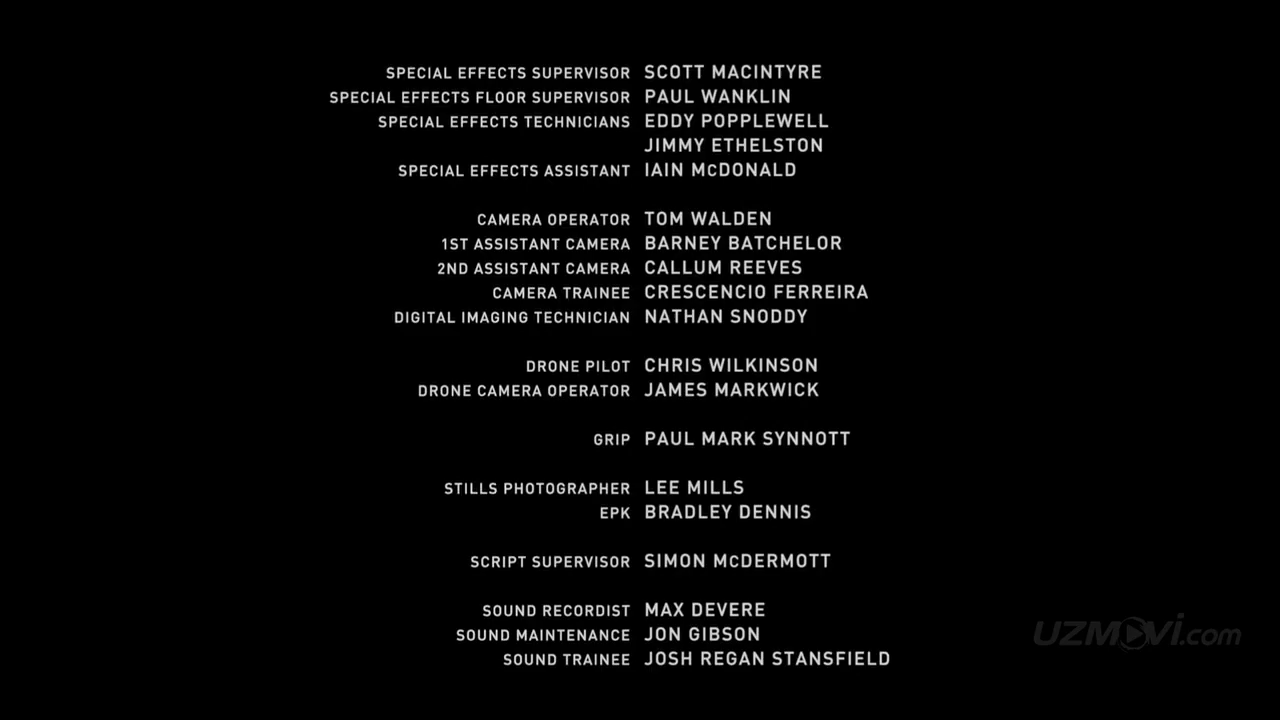 SPECIAL EFFECTS SUPERVISOR SCOTT MACINTYRE
SPECIAL EFFECTS FLOOR SUPERVISOR PAUL WANKLIN
SPECIAL EFFECTS TECHNICIANS EDDY POPPLEWELL
JIMMY ETHELSTON
SPECIAL EFFECTS ASSISTANT IAIN McDONALD
CAMERA OPERATOR TOM WALDEN
1ST ASSISTANT CAMERA BARNEY BATCHELOR
2ND ASSISTANT CAMERA CALLUM REEVES
CAMERA TRAINEE CRESCENCIO FERREIRA
DIGITAL IMAGING TECHNICIAN NATHAN SNODDY
DRONE PILOT CHRIS WILKINSON
DRONE CAMERA OPERATOR JAMES MARKWICK
GRIP PAUL MARK SYNNOTT
STILLS PHOTOGRAPHER LEE MILLS
EPK BRADLEY DENNIS
SCRIPT SUPERVISOR SIMON McDERMOTT
SOUND RECORDIST MAX DEVERE
SOUND MAINTENANCE JON GIBSON
SOUND TRAINEE JOSH REGAN STANSFIELD
UZMOVi.com